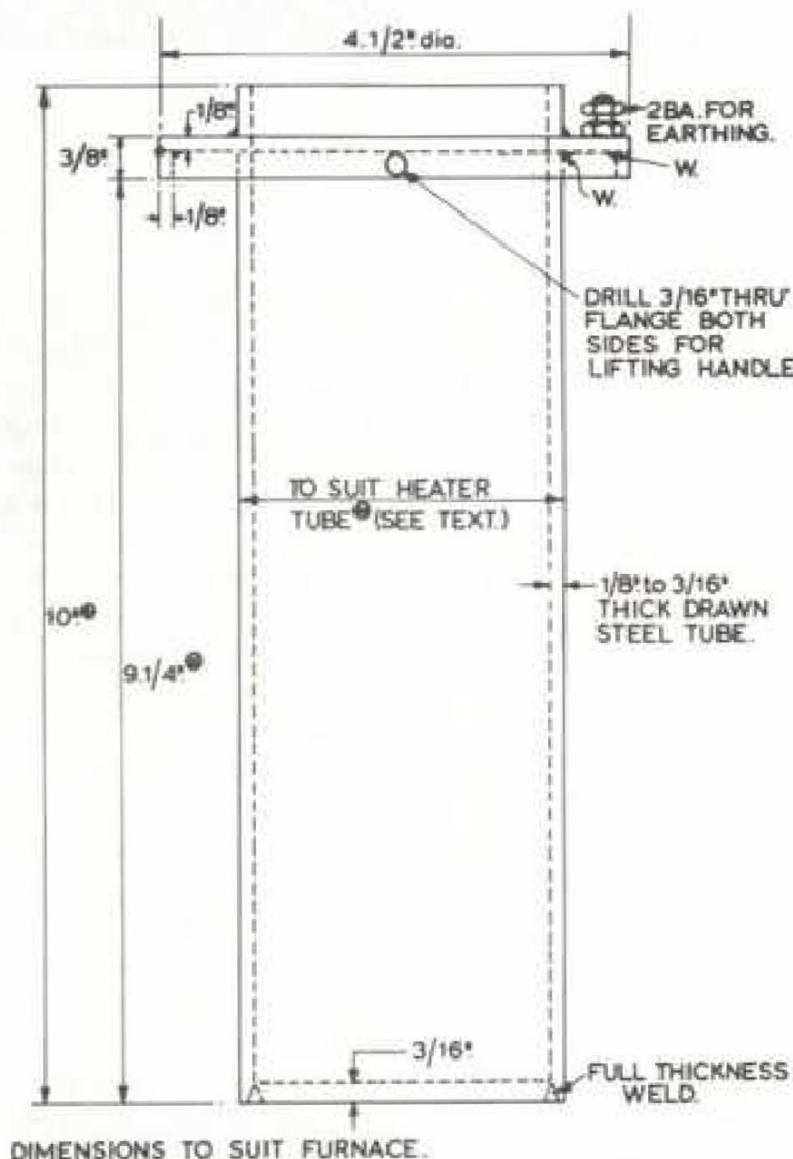 4.1/2" dia.
1/8"
2BA. FOR
EARTHING.
3/8"
W.
W.
1/8"
DRILL 3/16" THRU'
FLANGE BOTH
SIDES FOR
LIFTING HANDLE
TO SUIT HEATER
TUBE (SEE TEXT.)
1/8" to 3/16"
THICK DRAWN
STEEL TUBE.
10"
9.1/4"
3/16"
FULL THICKNESS
WELD.
DIMENSIONS TO SUIT FURNACE.